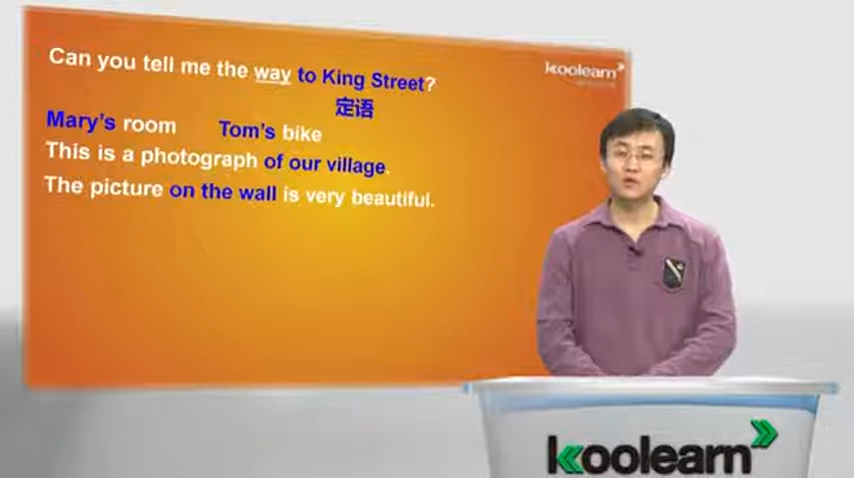 Can you tell me the way to King Street?
koolearn
定语
Mary's room Tom's bike
This is a photograph of our village.
The picture on the wall is very beautiful.
koolearn